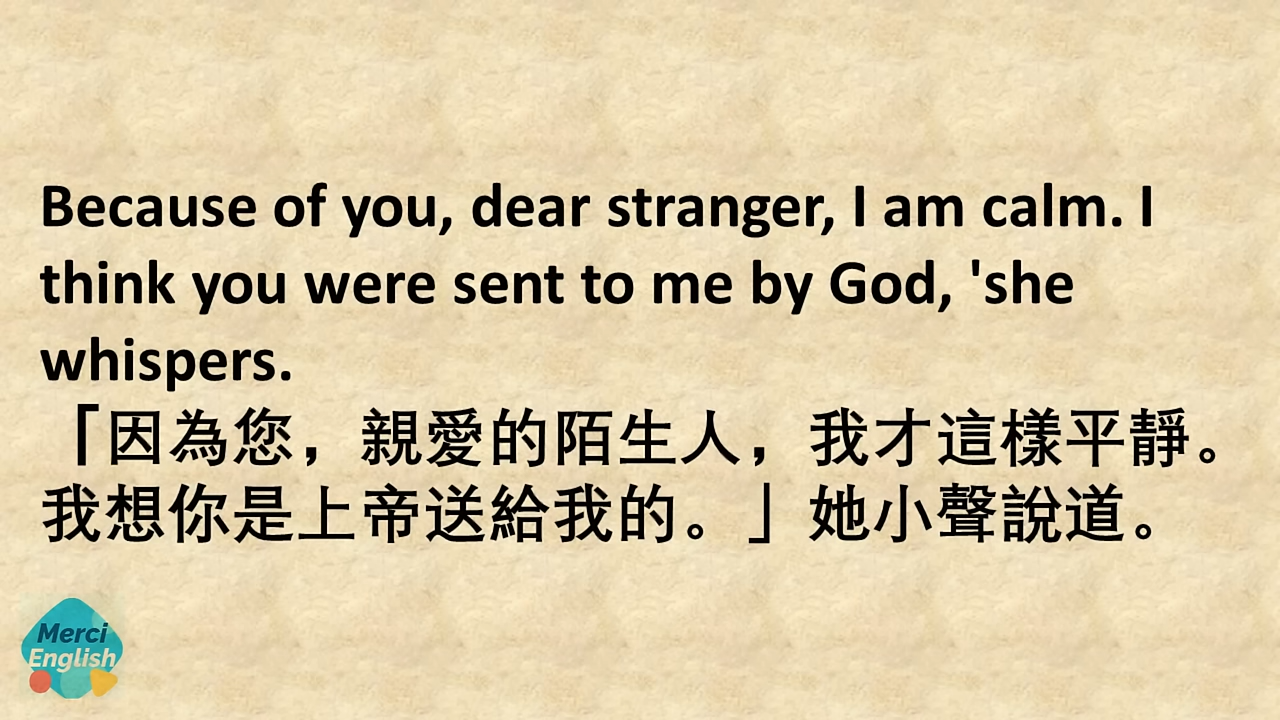 Because of you, dear stranger, I am calm. I
think you were sent to me by God, 'she
whispers.
「因為您，親愛的陌生人，我才這樣平靜。
我想你是上帝送給我的。」她小聲說道。
Merci
English